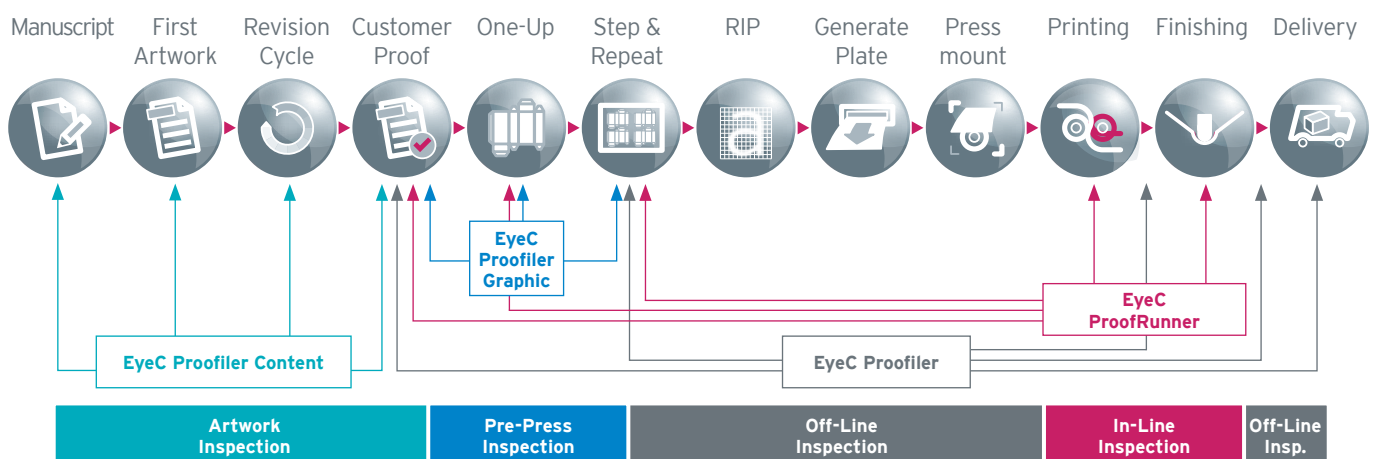 Manuscript
First
Artwork
Revision
Cycle
Customer
Proof
One-Up
Step &
Repeat
RIP
Generate
Plate
Press
mount
Printing
Finishing
Delivery
a
EyeC
Proofiler
Graphic
EyeC
ProofRunner
EyeC Proofiler Content
EyeC Proofiler
Artwork
Inspection
Pre-Press
Inspection
Off-Line
Inspection
In-Line
Inspection
Off-Line
Insp.